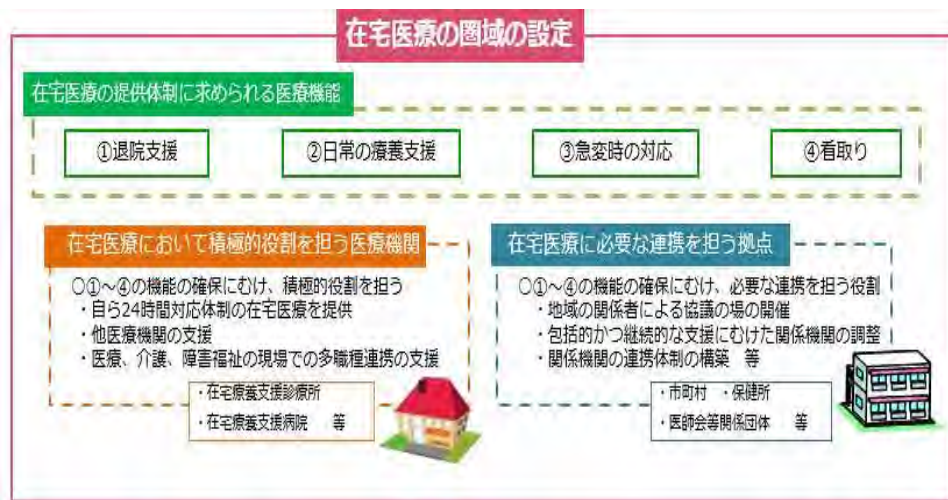 在宅医療の圏域の設定
在宅医療の提供体制に求められる医療機能
①退院支援
②日常の療養支援
③急変時の対応
④看取り
在宅医療において積極的役割を担う医療機関
○①～④の機能の確保にむけ、積極的役割を担う
・自ら24時間対応体制の在宅医療を提供
・他医療機関の支援
・医療、介護、障害福祉の現場での多職種連携の支援
・在宅療養支援診療所
・在宅療養支援病院　等
在宅医療に必要な連携を担う拠点
○①～④の機能の確保にむけ、必要な連携を担う役割
・地域の関係者による協議の場の開催
・包括的かつ継続的な支援にむけた関係機関の調整
・関係機関の連携体制の構築　等
・市町村　・保健所
・医師会等関係団体　等